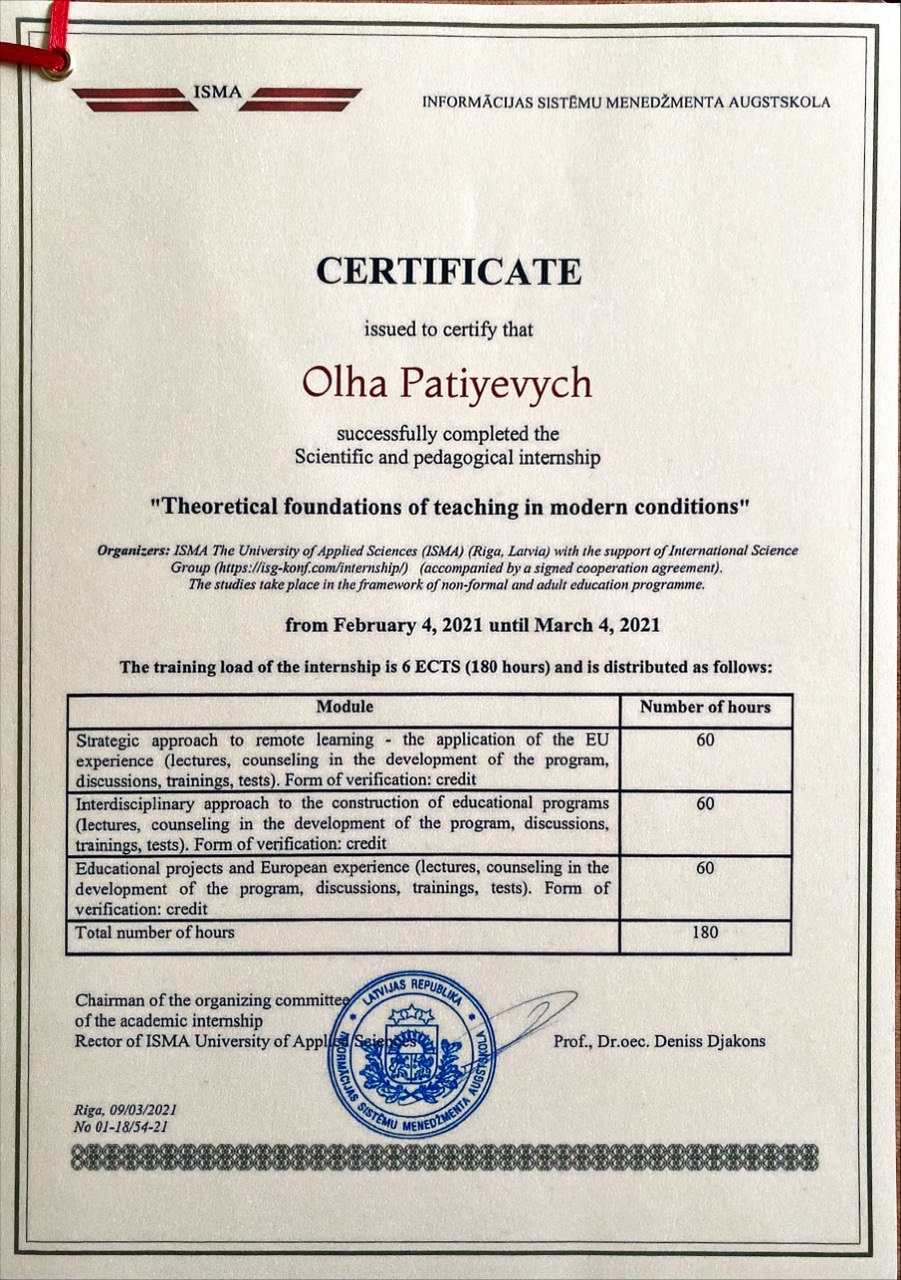 ISMA
INFORMĀCIJAS SISTĒMU MENEDŽMENTA AUGSTSKOLA
CERTIFICATE
issued to certify that
Olha Patiyevych
successfully completed the
Scientific and pedagogical internship
"Theoretical foundations of teaching in modern conditions"
Organizers: ISMA The University of Applied Sciences (ISMA) (Riga, Latvia) with the support of International Science
Group (https://isg-konf.com/internship/) (accompanied by a signed cooperation agreement).
The studies take place in the framework of non-formal and adult education programme.
from February 4, 2021 until March 4, 2021
The training load of the internship is 6 ECTS (180 hours) and is distributed as follows:
Module Number of hours
Strategic approach to remote learning - the application of the EU 60
experience (lectures, counseling in the development of the program,
discussions, trainings, tests). Form of verification: credit
Interdisciplinary approach to the construction of educational programs 60
(lectures, counseling in the development of the program, discussions,
trainings, tests). Form of verification: credit
Educational projects and European experience (lectures, counseling in the 60
development of the program, discussions, trainings, tests). Form of
verification: credit
Total number of hours 180
Chairman of the organizing committee
of the academic internship
Rector of ISMA University of Applied Sciences Prof., Dr.oec. Deniss Djakons
LATVIJAS REPUBLIKA
INFORMĀCIJAS SISTĒMU MENEDŽMENTA AUGSTSKOLA
Riga, 09/03/2021
No 01-18/54-21